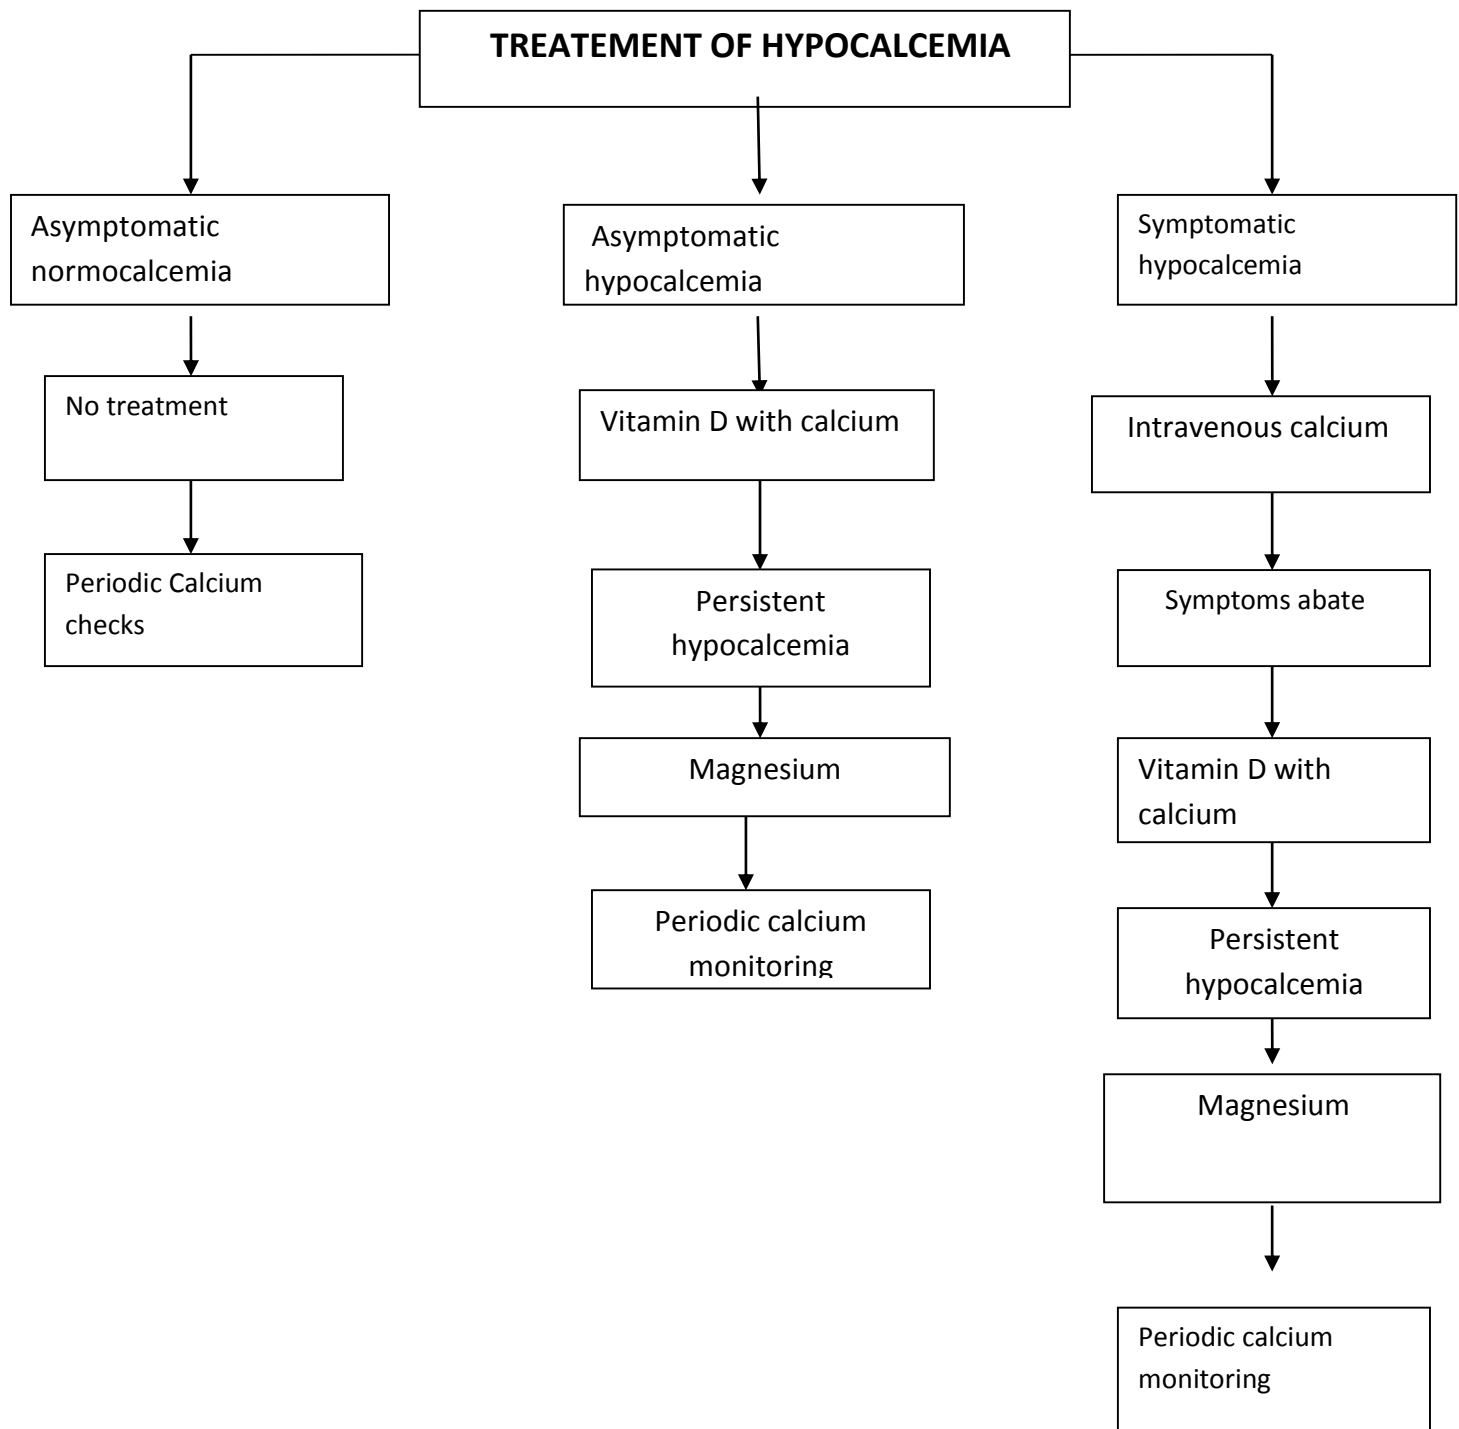 TREATEMENT OF HYPOCALCEMIA
Asymptomatic
normocalcemia
No treatment
Periodic Calcium
checks
Asymptomatic
hypocalcemia
Vitamin D with calcium
Persistent
hypocalcemia
Magnesium
Periodic calcium
monitoring
Symptomatic
hypocalcemia
Intravenous calcium
Symptoms abate
Vitamin D with
calcium
Persistent
hypocalcemia
Magnesium
Periodic calcium
monitoring